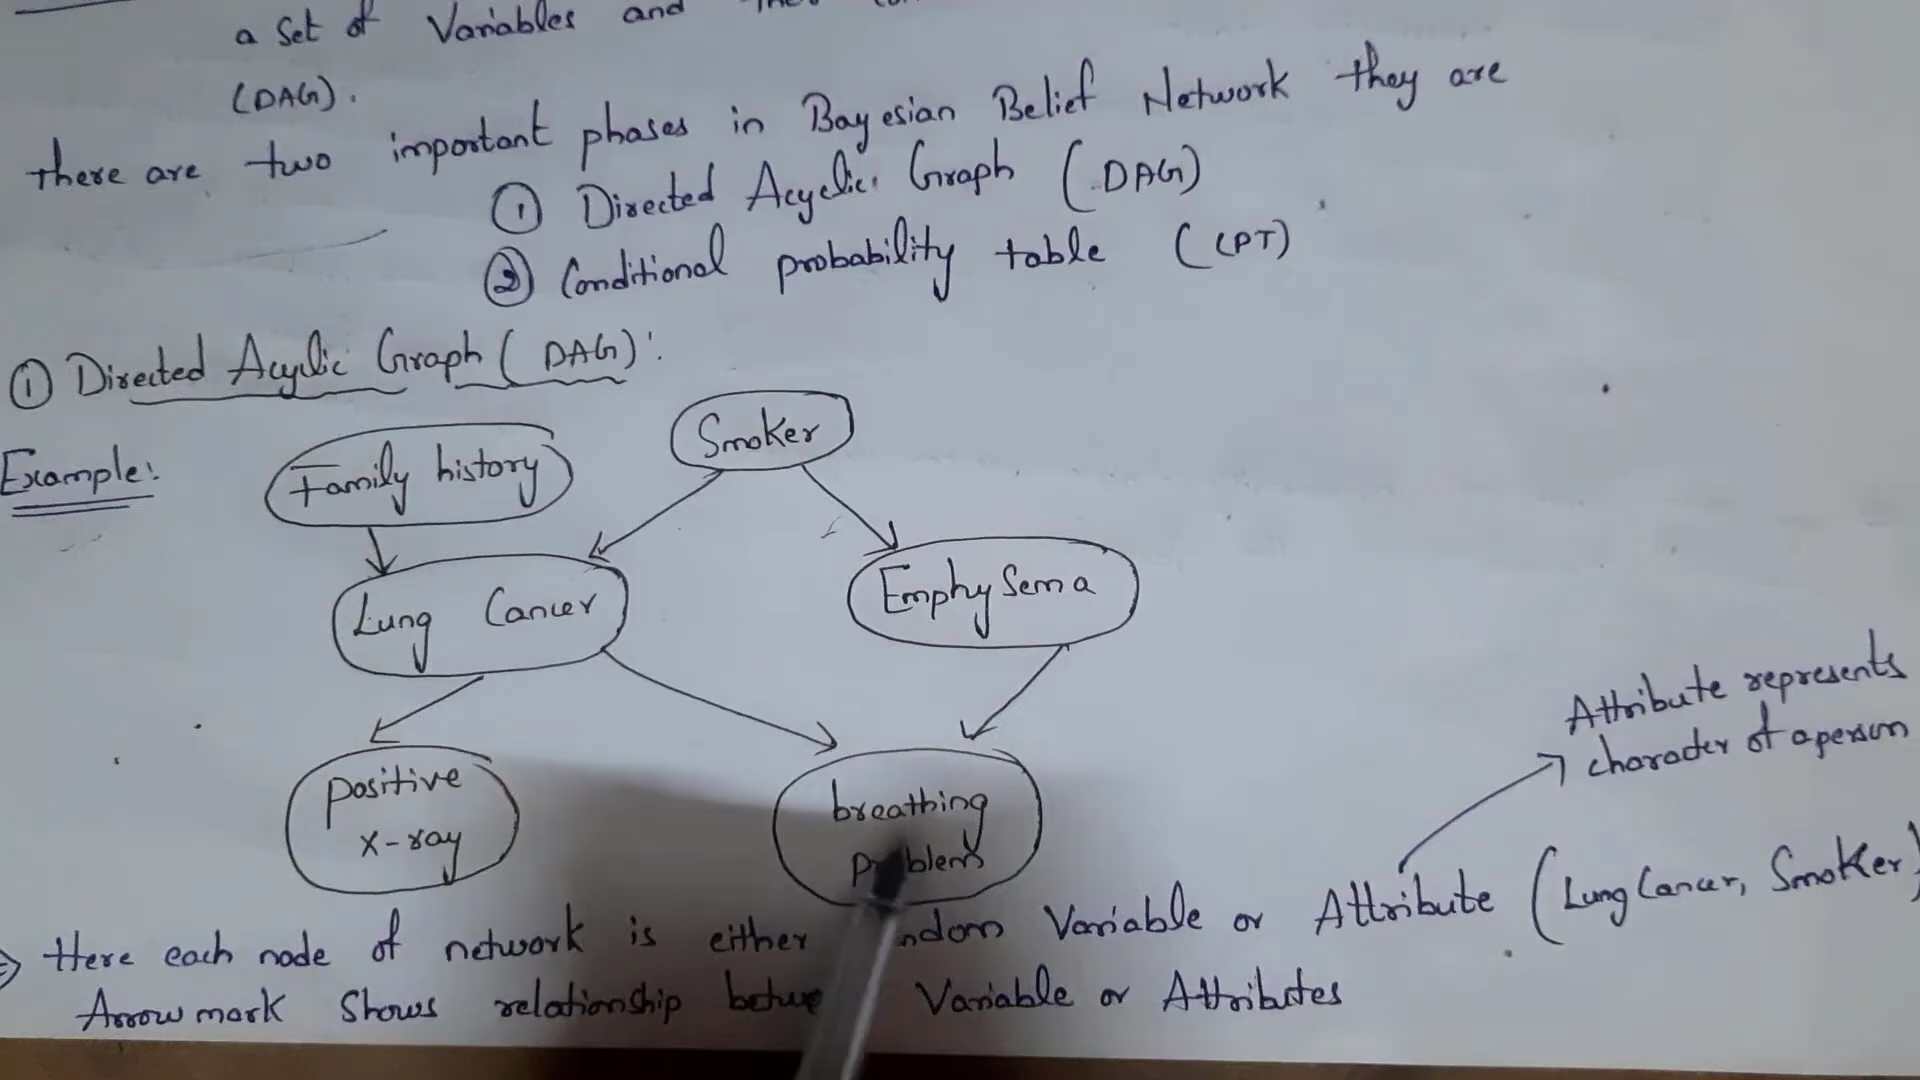 a Set of Variables and
(DAG).
there are two important phases in Bayesian Belief Network they are
① Directed Acyclic Graph (DAG)
② Conditional probability table (CPT)
① Directed Acyclic Graph (DAG):
Example:
Family history
Smoker
Lung Cancer
Emphysema
Attribute represents
character of a person
positive
x-ray
breathing
problems
⇒ Here each node of network is either Variable or Attribute (Lung Cancer, Smoker)
Arrow mark Shows relationship Variable or Attributes